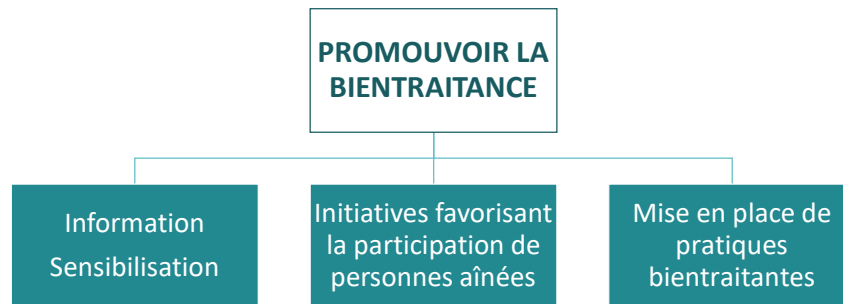 PROMOUVOIR LA
BIENTRAITANCE
Information
Sensibilisation
Initiatives favorisant
la participation de
personnes aînées
Mise en place de
pratiques
bientraitantes